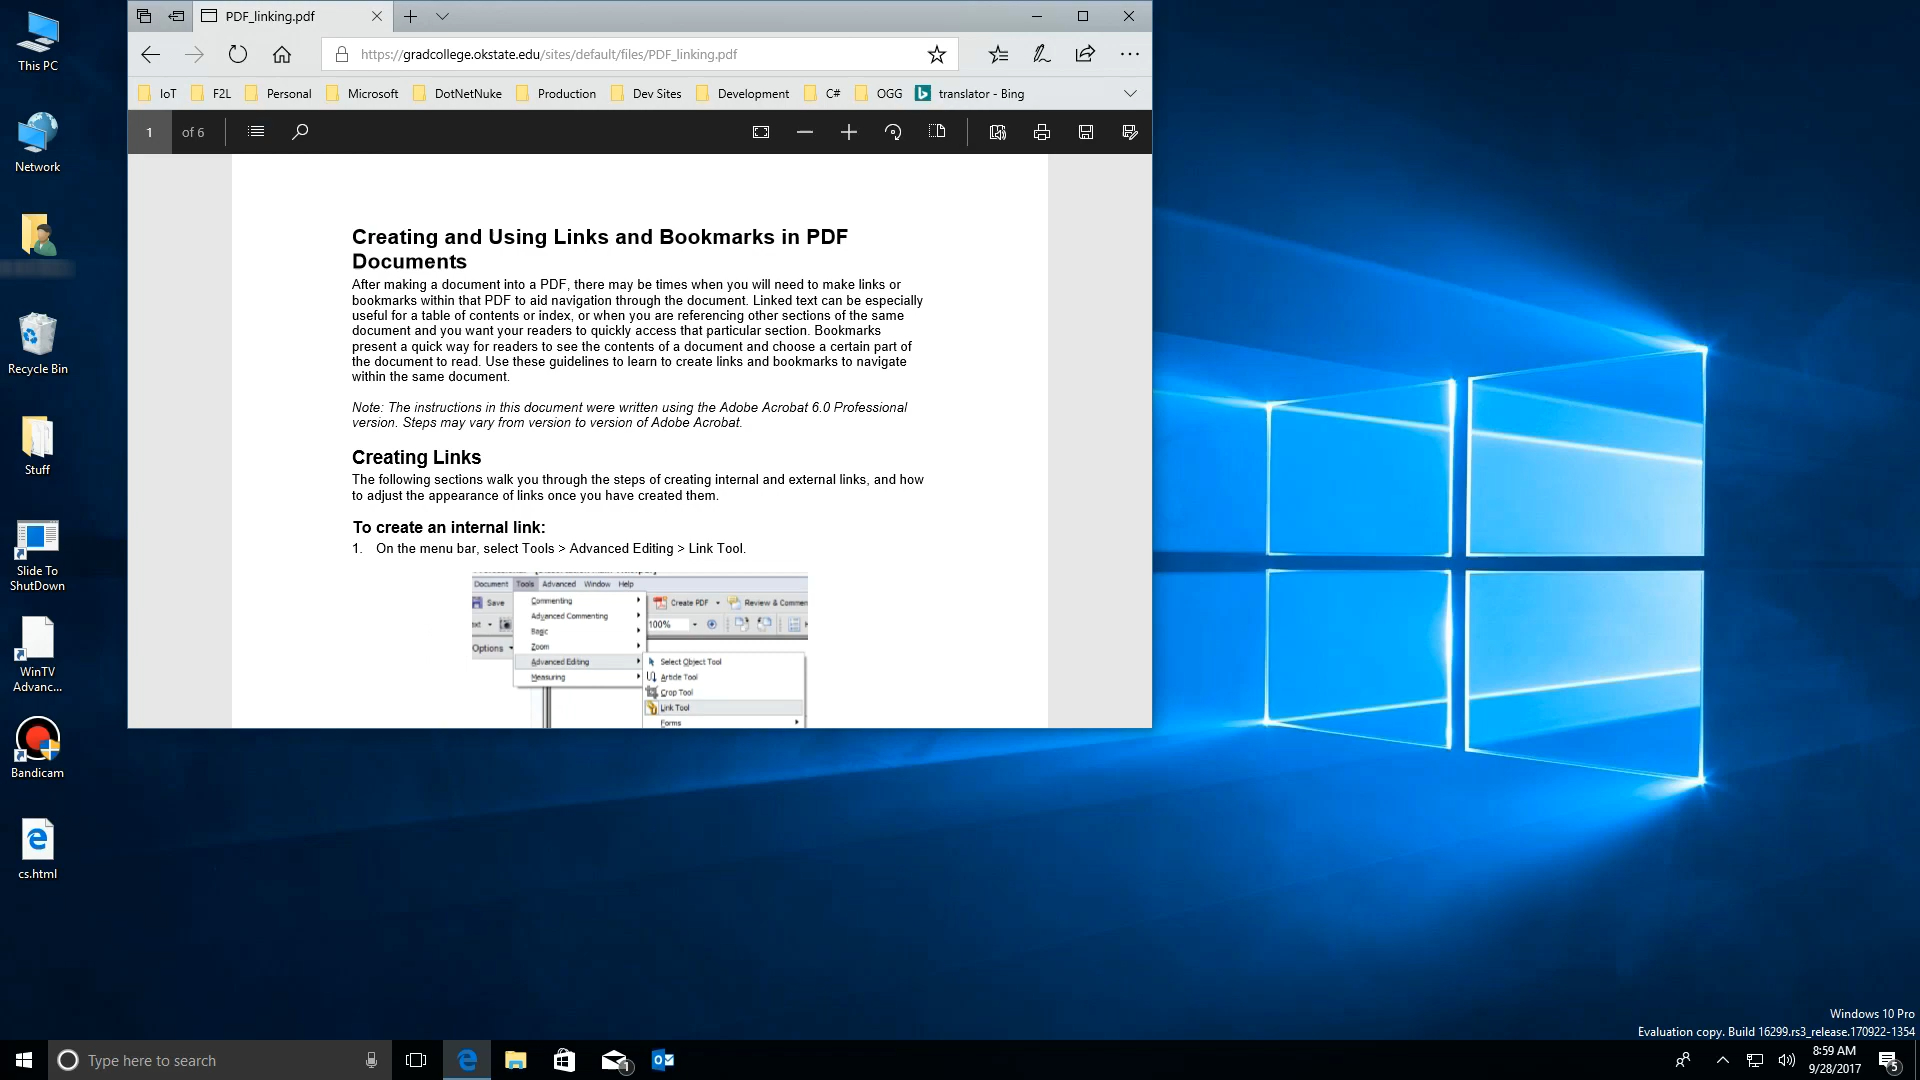 This PC
Network
Recycle Bin
Stuff
Slide To
ShutDown
WinTV
Advanc...
Bandicam
cs.html
PDF_linking.pdf
https://gradcollege.okstate.edu/sites/default/files/PDF_linking.pdf
IoT F2L Personal Microsoft DotNetNuke Production Dev Sites Development C# OGG translator - Bing
1 of 6
Creating and Using Links and Bookmarks in PDF
Documents
After making a document into a PDF, there may be times when you will need to make links or
bookmarks within that PDF to aid navigation through the document. Linked text can be especially
useful for a table of contents or index, or when you are referencing other sections of the same
document and you want your readers to quickly access that particular section. Bookmarks
present a quick way for readers to see the contents of a document and choose a certain part of
the document to read. Use these guidelines to learn to create links and bookmarks to navigate
within the same document.
Note: The instructions in this document were written using the Adobe Acrobat 6.0 Professional
version. Steps may vary from version to version of Adobe Acrobat.
Creating Links
The following sections walk you through the steps of creating internal and external links, and how
to adjust the appearance of links once you have created them.
To create an internal link:
1. On the menu bar, select Tools > Advanced Editing > Link Tool.
Document Tools Advanced Window Help
Save
Create PDF
Review & Commen
100%
Options
Commenting
Advanced Commenting
Basic
Zoom
Advanced Editing
Measuring
Select Object Tool
Article Tool
Crop Tool
Link Tool
Forms
Windows 10 Pro
Evaluation copy. Build 16299.rs3_release.170922-1354
Type here to search
1
8:59 AM
9/28/2017
5